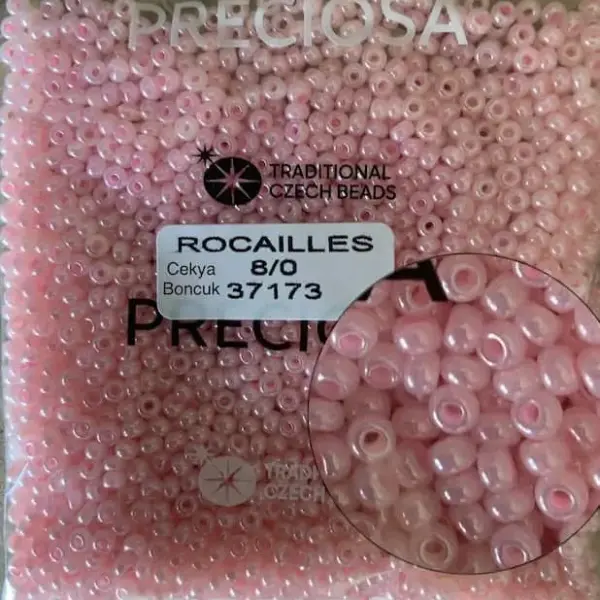 PRECIOSA
TRADITIONAL
CZECH BEADS
ROCAILLES
Cekya 8/0
Boncuk 37173
PRECIOSA
TRADI
CZECH